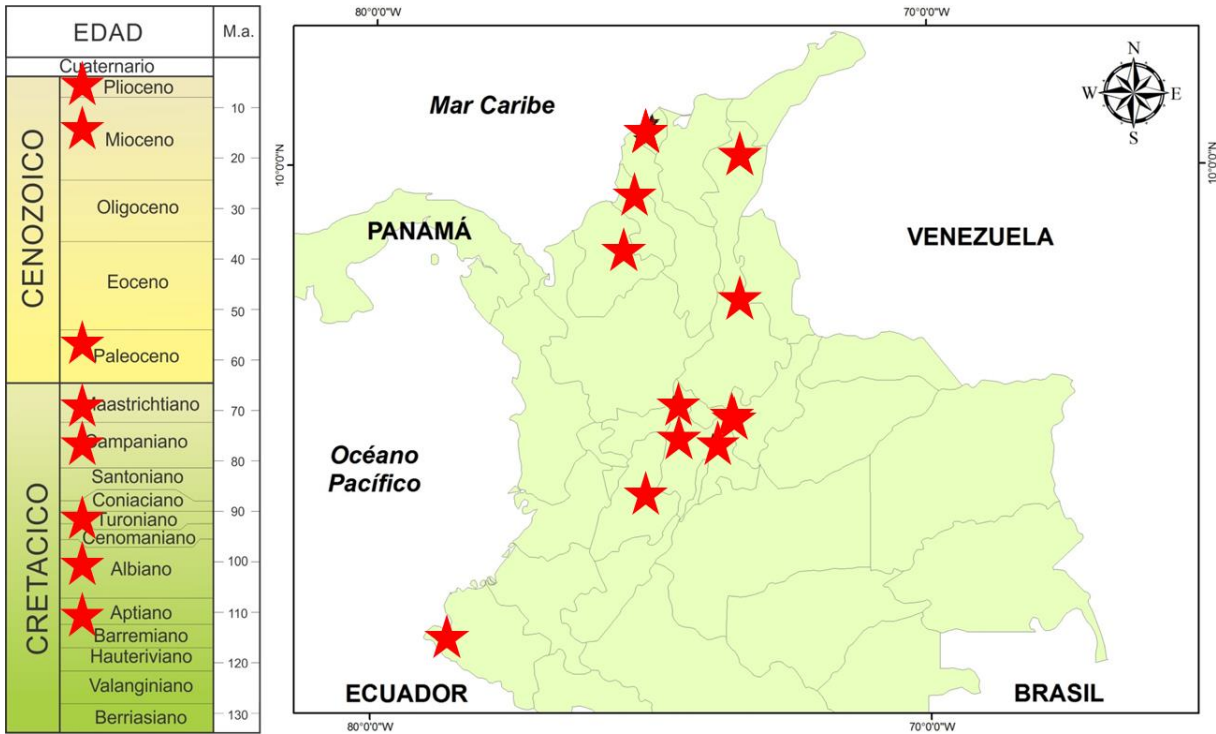 EDAD
M.a.
Cuaternario
Plioceno
Mioceno
Oligoceno
Eoceno
Paleoceno
CENOZOICO
Maastrichtiano
Campaniano
Santoniano
Coniaciano
Turoniano
Cenomaniano
Albiano
Aptiano
Barremiano
Hauteriviano
Valanginiano
Berriasiano
CRETACICO
10
20
30
40
50
60
70
80
90
100
110
120
130
80°0'0"W
70°0'0"W
10°0'0"N
10°0'0"N
Mar Caribe
N
W
E
S
PANAMÁ
VENEZUELA
Océano
Pacífico
ECUADOR
BRASIL
80°0'0"W
70°0'0"W